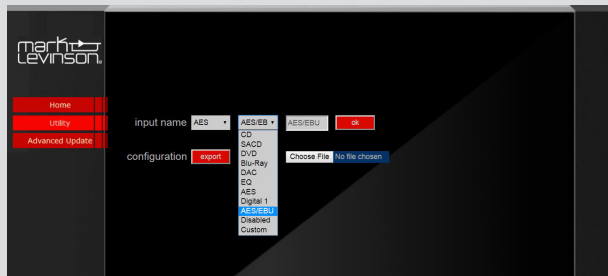 mark
Levinson®
Home
Utility
Advanced Update
input name AES AES/EB AES/EBU ok
CD
SACD
DVD
Blu-Ray
DAC
EQ
AES
Digital 1
AES/EBU
Disabled
Custom
configuration export Choose File No file chosen